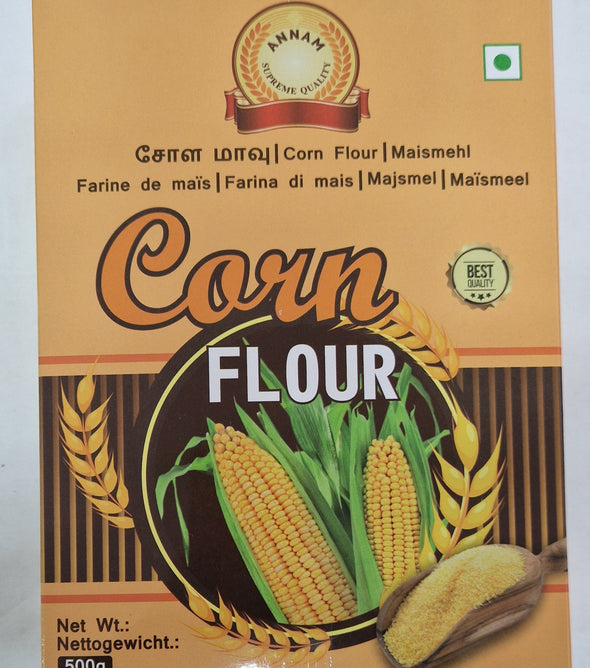 ANNAM
SUPREME QUALITY
சோள மாவு|Corn Flour|Maismehl
Farine de maïs|Farina di mais|Majsmel|Maïsmeel
Corn
FLOUR
BEST
QUALITY
Net Wt.:
Nettogewicht.:
500g